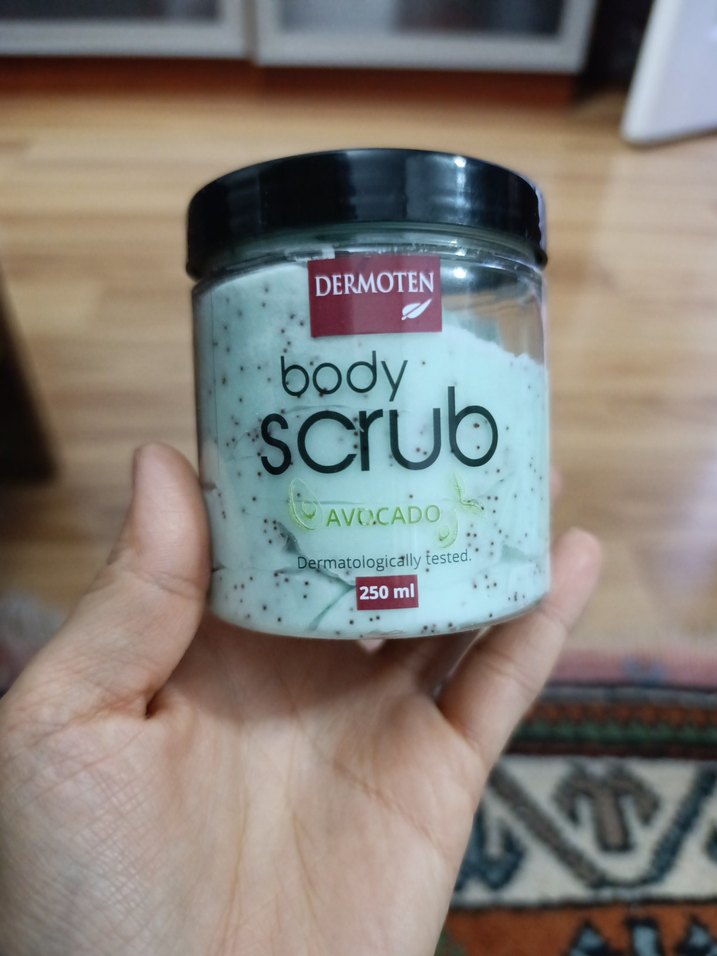 DERMOTEN
body
scrub
AVOCADO
Dermatologically tested.
250 ml